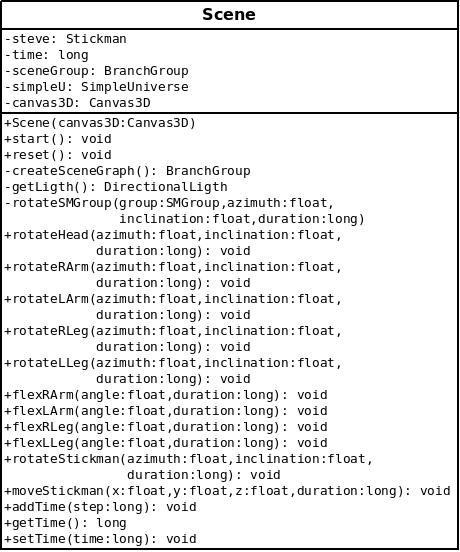 Scene
-steve: Stickman
-time: long
-sceneGroup: BranchGroup
-simpleU: SimpleUniverse
-canvas3D: Canvas3D
+Scene(canvas3D:Canvas3D)
+start(): void
+reset(): void
-createSceneGraph(): BranchGroup
-getLigth(): DirectionalLigth
-rotateSMGroup(group:SMGroup,azimuth:float,
inclination:float,duration:long)
+rotateHead(azimuth:float,inclination:float,
duration:long): void
+rotateRArm(azimuth:float,inclination:float,
duration:long): void
+rotateLArm(azimuth:float,inclination:float,
duration:long): void
+rotateRLeg(azimuth:float,inclination:float,
duration:long): void
+rotateLLeg(azimuth:float,inclination:float,
duration:long): void
+flexRArm(angle:float,duration:long): void
+flexLArm(angle:float,duration:long): void
+flexRLeg(angle:float,duration:long): void
+flexLLeg(angle:float,duration:long): void
+rotateStickman(azimuth:float,inclination:float,
duration:long): void
+moveStickman(x:float,y:float,z:float,duration:long): void
+addTime(step:long): void
+getTime(): long
+setTime(time:long): void